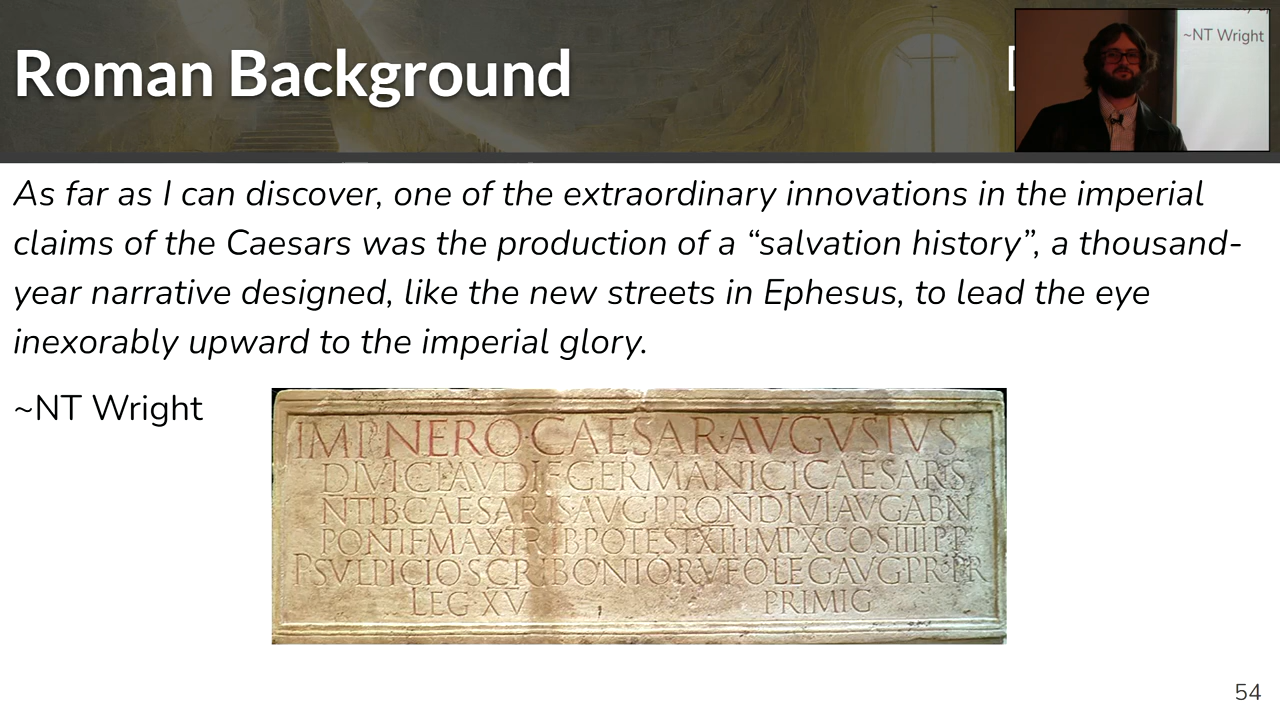 Roman Background
~NT Wright
As far as I can discover, one of the extraordinary innovations in the imperial
claims of the Caesars was the production of a “salvation history”, a thousand-
year narrative designed, like the new streets in Ephesus, to lead the eye
inexorably upward to the imperial glory.
~NT Wright
IMP·NERO·CAESAR·AVGVSTVS
DIVI·CLAVDI·F·GERMANICI·CAESARIS
N·TI·B·CAESARIS·AVG·PRON·DIVI·AVG·ABN
PONTIF·MAX·TRIB·POTEST·XIII·IMP·X·COS·IIII·P·P
P·SVLPICIO·SCRIBONIO·RVFO·LEG·AVG·PR·PR
LEG XV PRIMIG
54